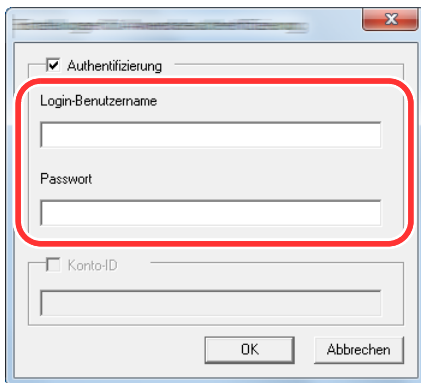 Authentifizierung
Login-Benutzername
Passwort
Konto-ID
OK
Abbrechen